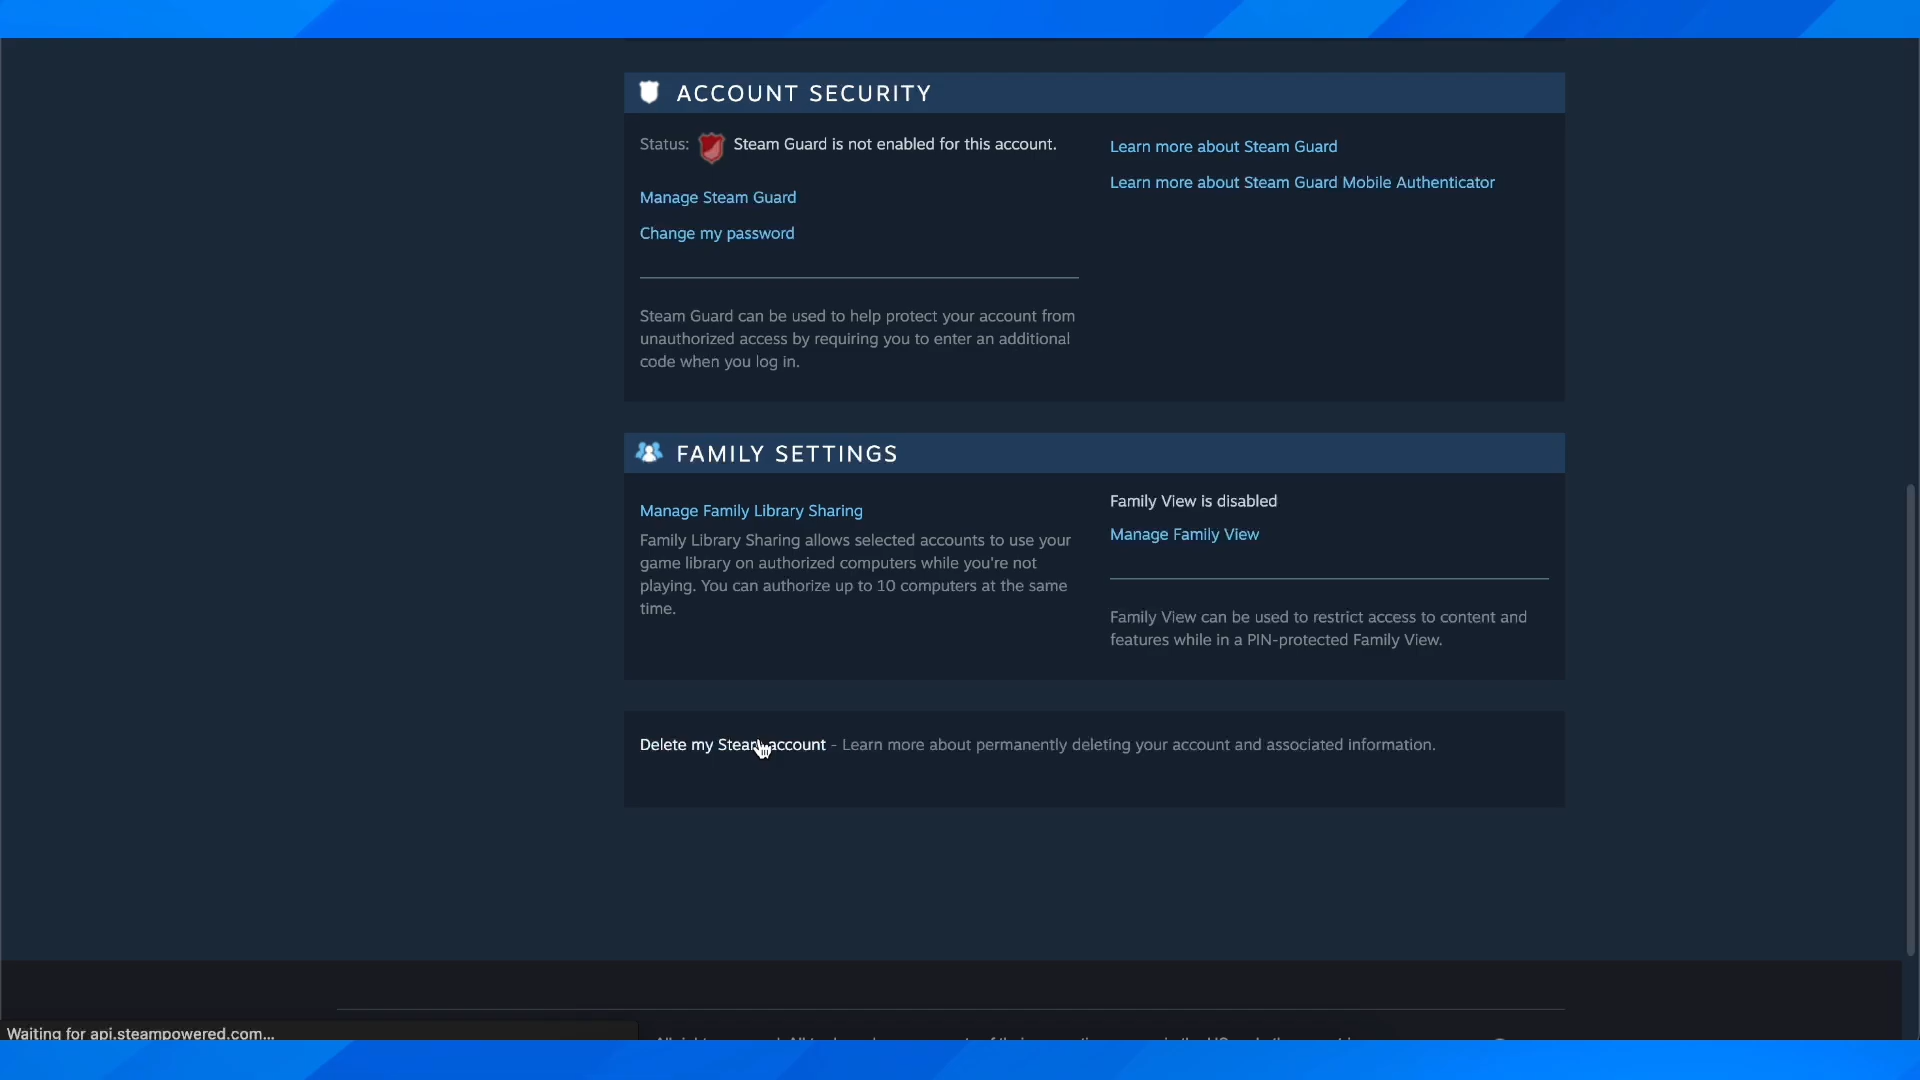 ACCOUNT SECURITY
Status: Steam Guard is not enabled for this account.
Manage Steam Guard
Change my password
Steam Guard can be used to help protect your account from
unauthorized access by requiring you to enter an additional
code when you log in.
Learn more about Steam Guard
Learn more about Steam Guard Mobile Authenticator
FAMILY SETTINGS
Manage Family Library Sharing
Family Library Sharing allows selected accounts to use your
game library on authorized computers while you're not
playing. You can authorize up to 10 computers at the same
time.
Family View is disabled
Manage Family View
Family View can be used to restrict access to content and
features while in a PIN-protected Family View.
Delete my Steam account - Learn more about permanently deleting your account and associated information.
Waiting for api.steampowered.com...